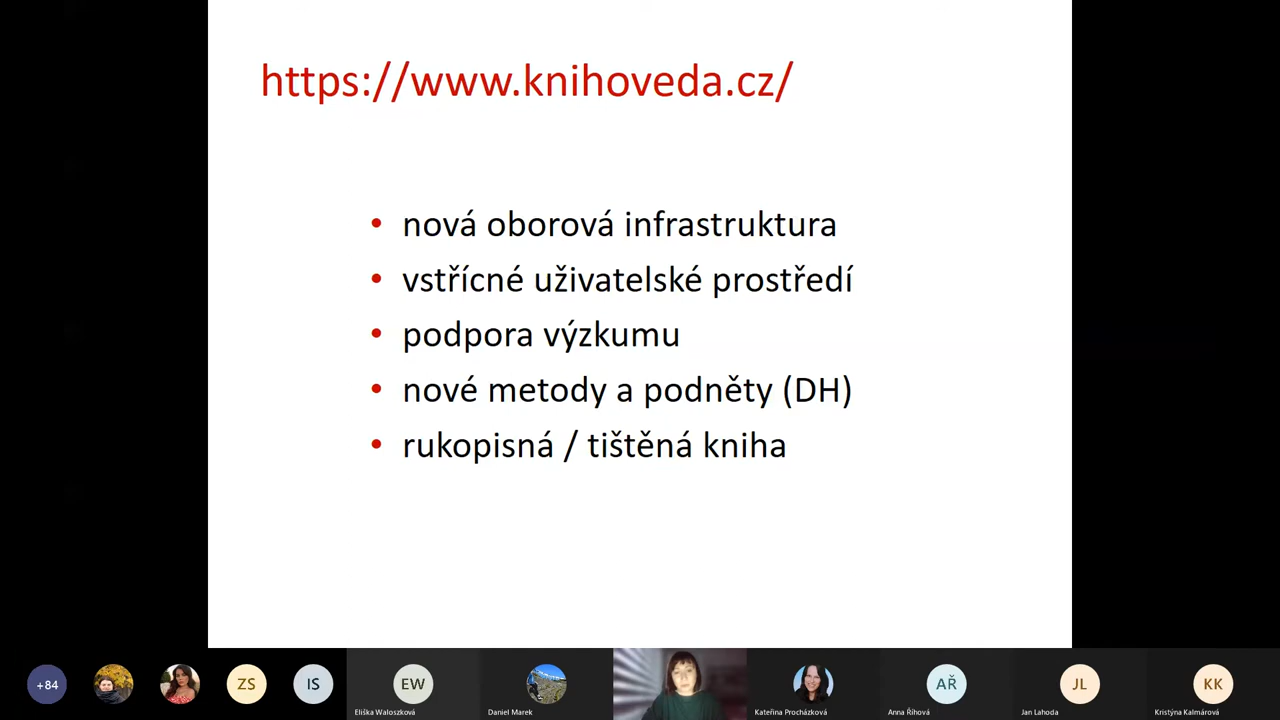 https://www.knihoveda.cz/
• nová oborová infrastruktura
• vstřícné uživatelské prostředí
• podpora výzkumu
• nové metody a podněty (DH)
• rukopisná / tištěná kniha
+84
ZS
IS
EW
AŘ
JL
KK
Eliška Waloszková
Daniel Marek
Kateřina Procházková
Anna Říhová
Jan Lahoda
Kristýna Kalmárová